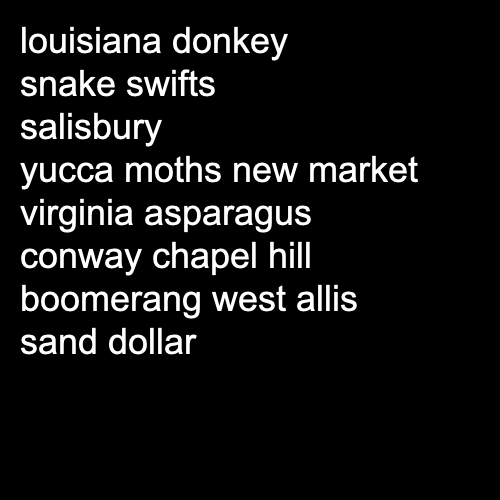 louisiana donkey
snake swifts
salisbury
yucca moths new market
virginia asparagus
conway chapel hill
boomerang west allis
sand dollar